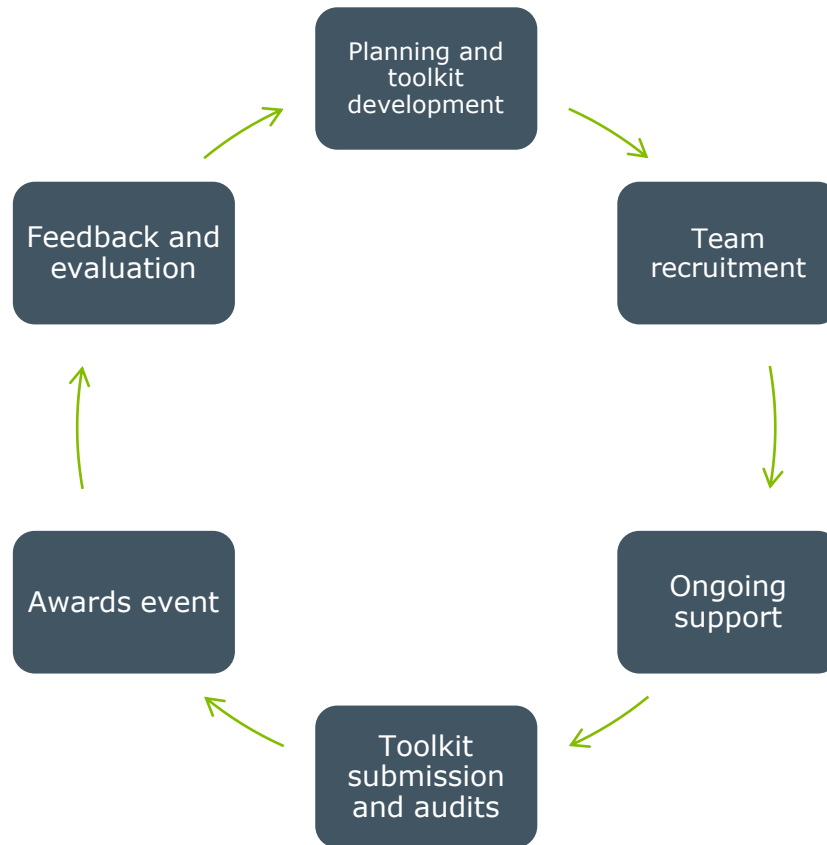 Planning and
toolkit
development
Team
recruitment
Ongoing
support
Toolkit
submission
and audits
Awards event
Feedback and
evaluation